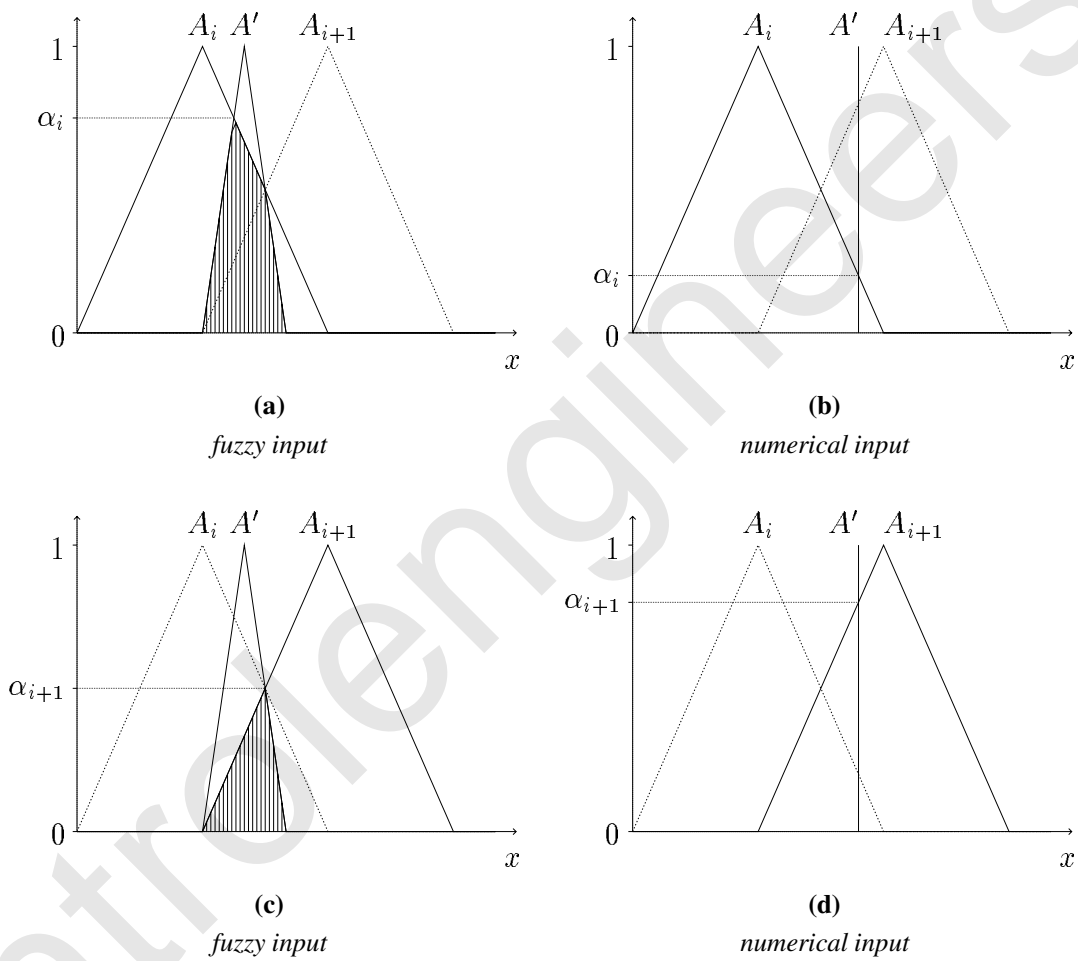 A_i A' A_{i+1}
1
α_i
0
x
(a)
fuzzy input
A_i A' A_{i+1}
1
α_i
0
x
(b)
numerical input
A_i A' A_{i+1}
1
α_{i+1}
0
x
(c)
fuzzy input
A_i A' A_{i+1}
1
α_{i+1}
0
x
(d)
numerical input
trolengineers